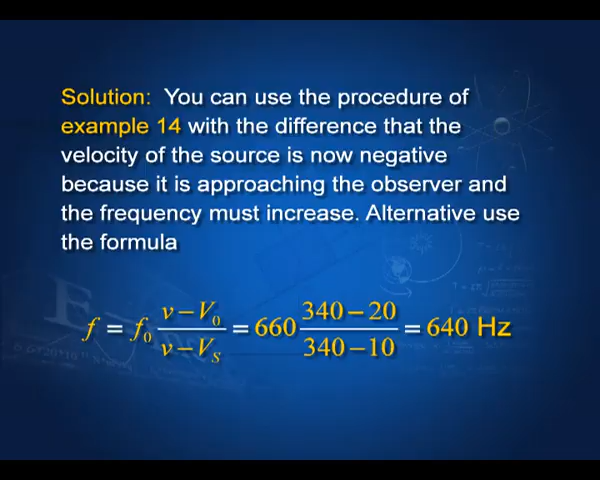 Solution: You can use the procedure of
example 14 with the difference that the
velocity of the source is now negative
because it is approaching the observer and
the frequency must increase. Alternative use
the formula
f = f₀ (v – V₀)/(v – V_S) = 660 (340 – 20)/(340 – 10) = 640 Hz